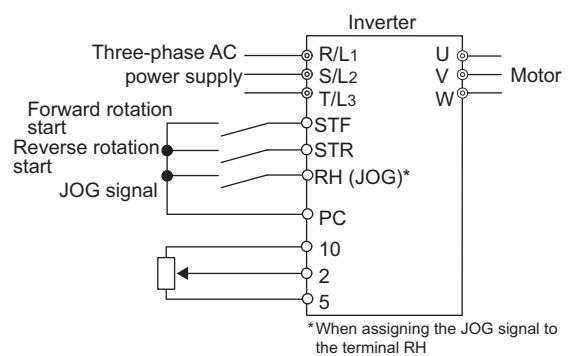 Inverter
Three-phase AC
power supply
R/L1
S/L2
T/L3
U
V
W
Motor
Forward rotation
start
STF
Reverse rotation
start
STR
JOG signal
RH (JOG)*
PC
10
2
5
*When assigning the JOG signal to
the terminal RH